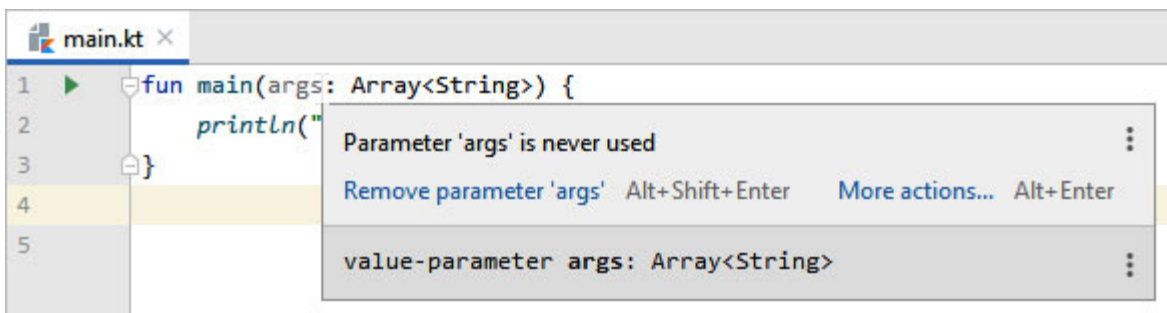 main.kt
1 fun main(args: Array<String>) {
2 println("
3 }
4
5
Parameter 'args' is never used
Remove parameter 'args' Alt+Shift+Enter More actions... Alt+Enter
value-parameter args: Array<String>